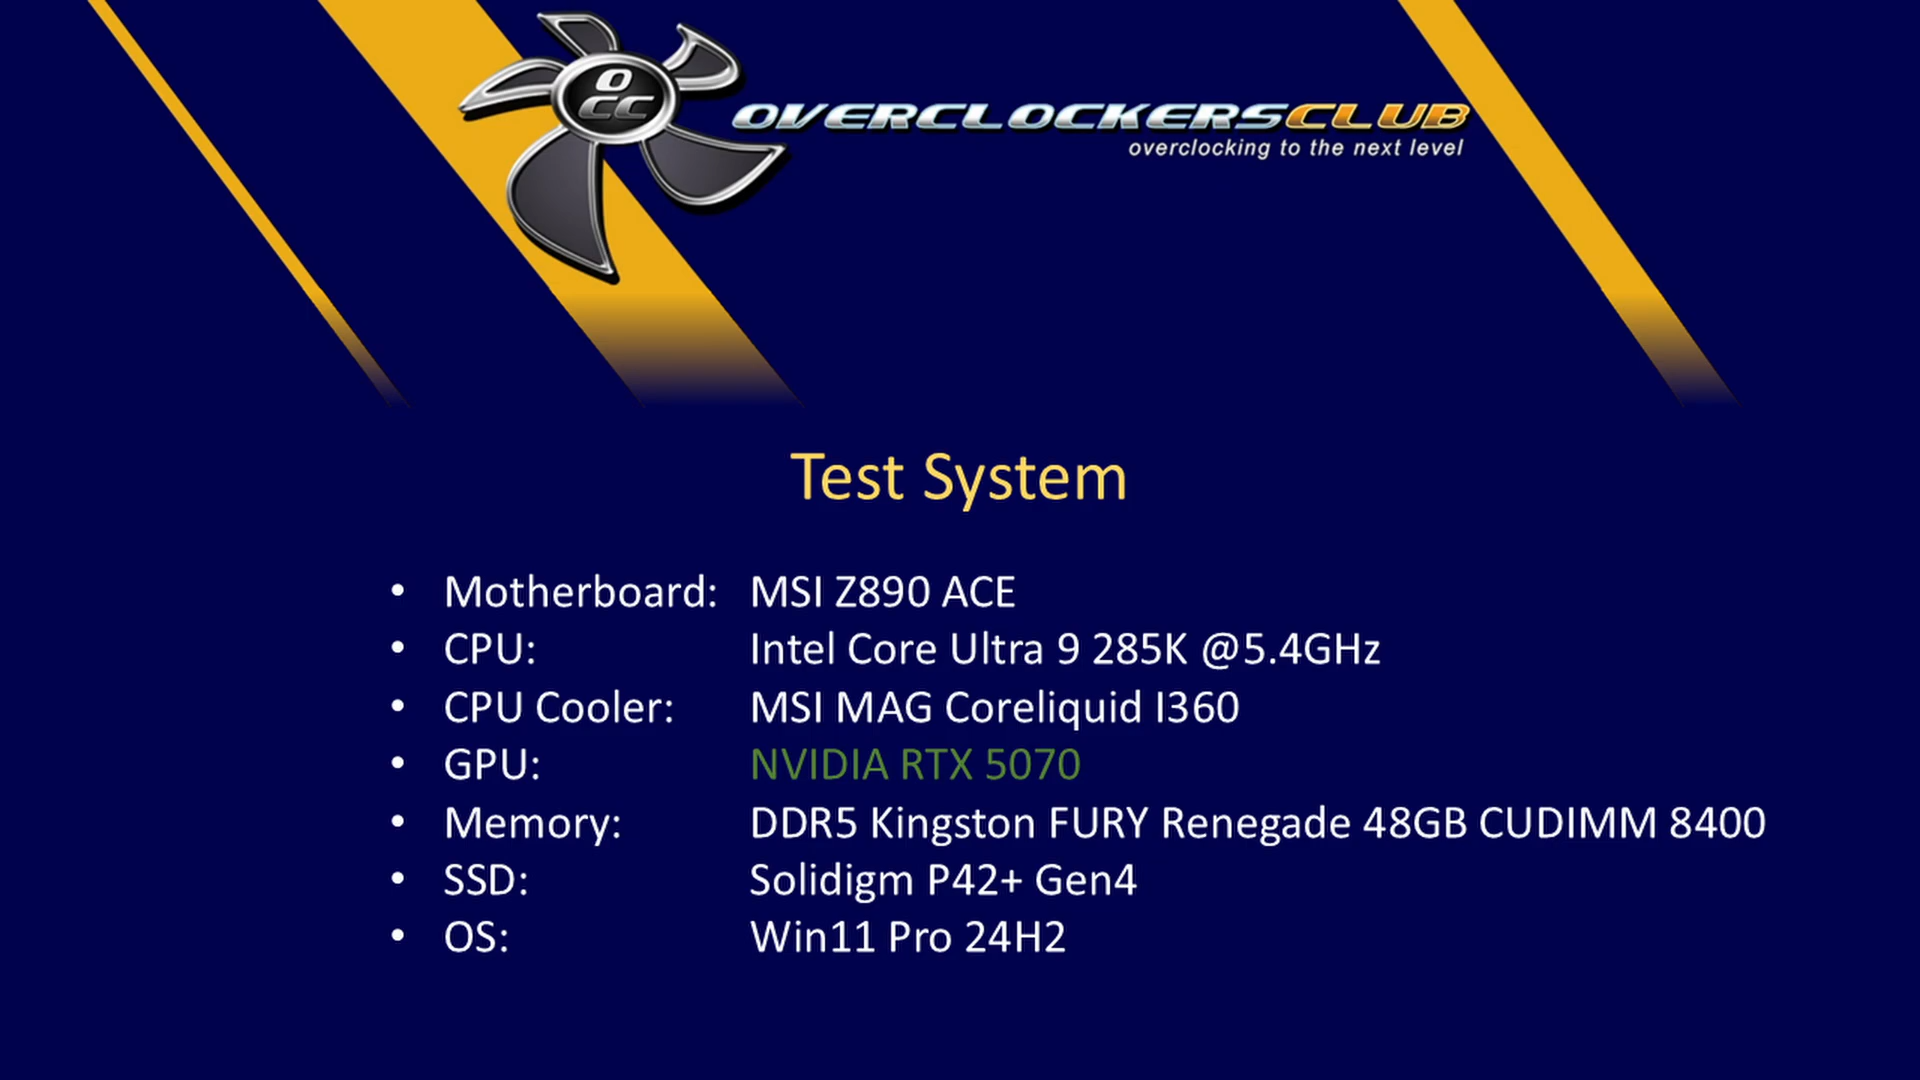 O
CC
OVERCLOCKERSCLUB
overclocking to the next level
Test System
• Motherboard: MSI Z890 ACE
• CPU: Intel Core Ultra 9 285K @5.4GHz
• CPU Cooler: MSI MAG Coreliquid I360
• GPU: NVIDIA RTX 5070
• Memory: DDR5 Kingston FURY Renegade 48GB CUDIMM 8400
• SSD: Solidigm P42+ Gen4
• OS: Win11 Pro 24H2